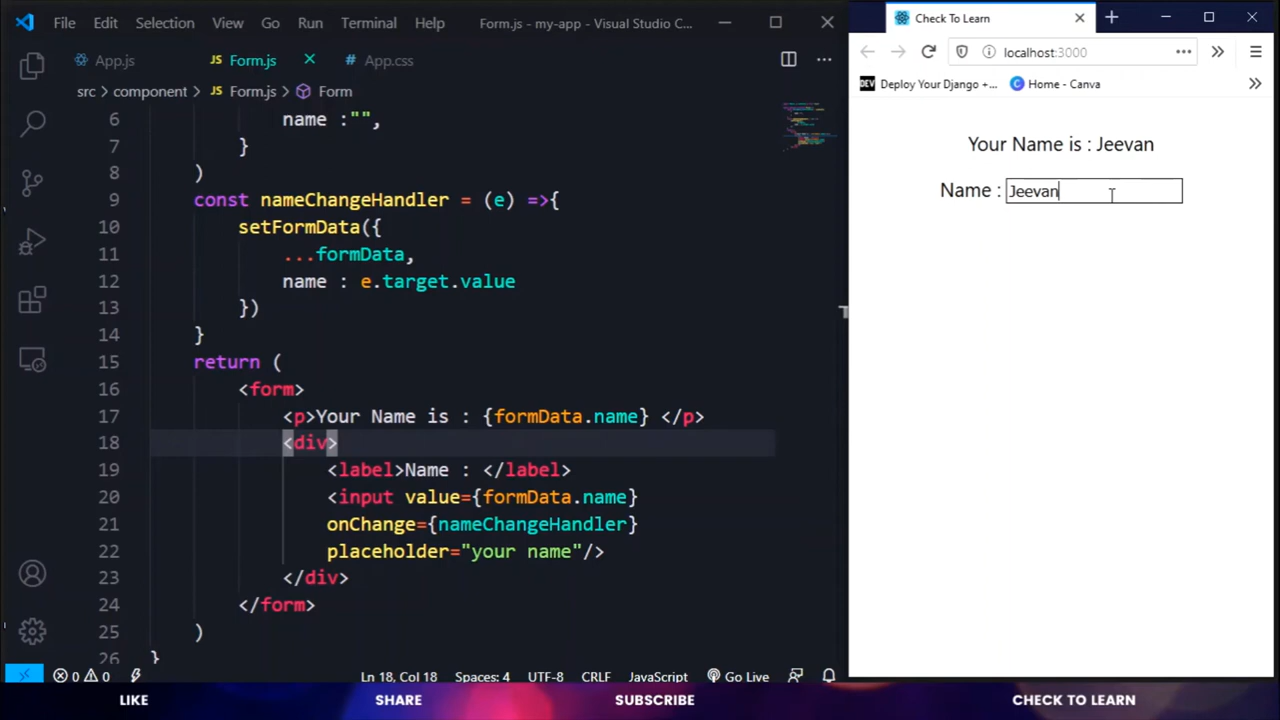 File Edit Selection View Go Run Terminal Help Form.js - my-app - Visual Studio C...
App.js JS Form.js # App.css
src > component > JS Form.js > Form
6 name :"",
7 }
8 )
9 const nameChangeHandler = (e) =>{
10 setFormData({
11 ...formData,
12 name : e.target.value
13 })
14 }
15 return (
16 <form>
17 <p>Your Name is : {formData.name} </p>
18 <div>
19 <label>Name : </label>
20 <input value={formData.name}
21 onChange={nameChangeHandler}
22 placeholder="your name"/>
23 </div>
24 </form>
25 )
26 }
0 0 Ln 18, Col 18 Spaces: 4 UTF-8 CRLF JavaScript Go Live
Check To Learn
localhost:3000
DEV Deploy Your Django +... C Home - Canva
Your Name is : Jeevan
Name : Jeevan
LIKE SHARE SUBSCRIBE CHECK TO LEARN